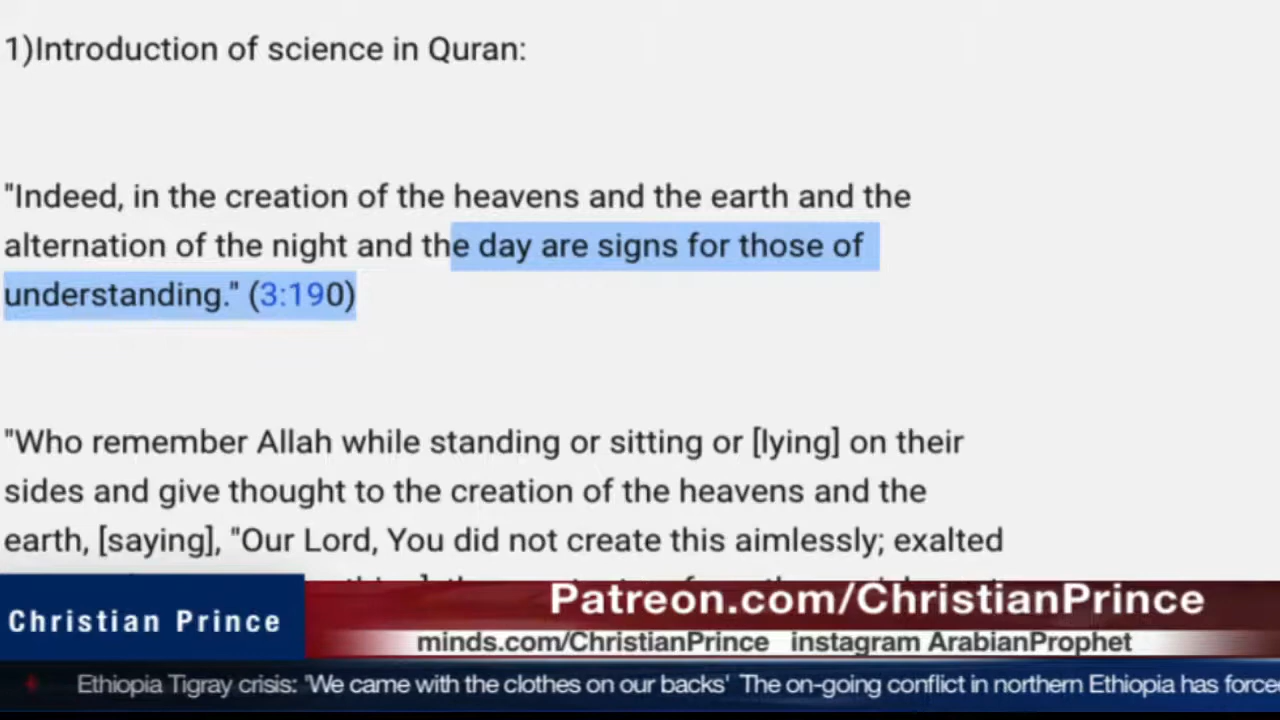 1)Introduction of science in Quran:
"Indeed, in the creation of the heavens and the earth and the
alternation of the night and the day are signs for those of
understanding." (3:190)
"Who remember Allah while standing or sitting or [lying] on their
sides and give thought to the creation of the heavens and the
earth, [saying], "Our Lord, You did not create this aimlessly; exalted
Christian Prince
Patreon.com/ChristianPrince
minds.com/ChristianPrince instagram ArabianProphet
Ethiopia Tigray crisis: 'We came with the clothes on our backs' The on-going conflict in northern Ethiopia has force